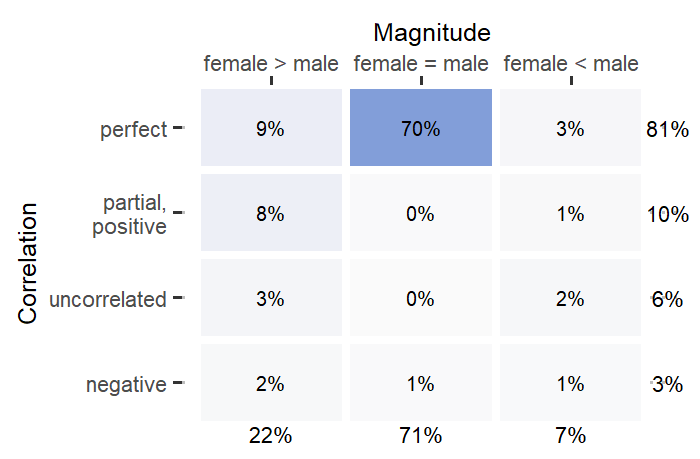 Magnitude
female > male female = male female < male
perfect 9% 70% 3% 81%
partial,
positive 8% 0% 1% 10%
Correlation
uncorrelated 3% 0% 2% 6%
negative 2% 1% 1% 3%
22% 71% 7%